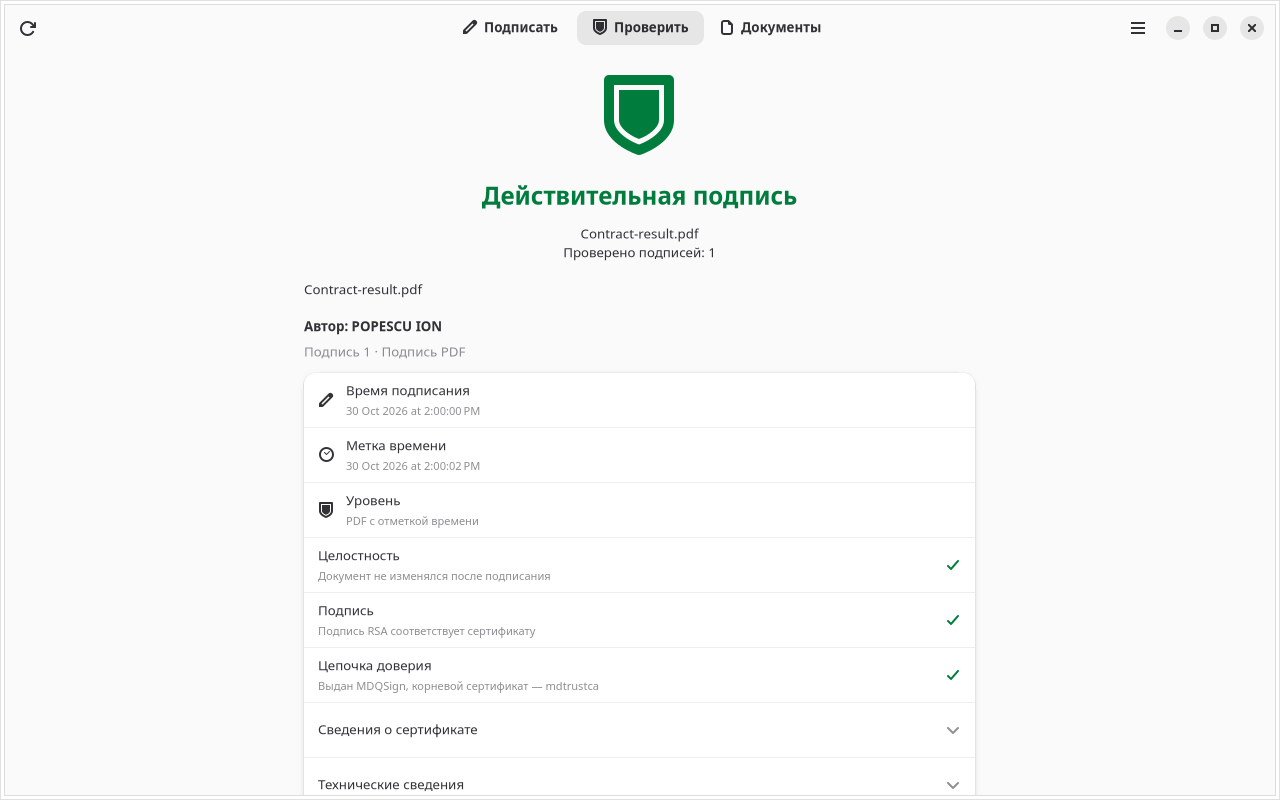 Подписать
Проверить
Документы
Действительная подпись
Contract-result.pdf
Проверено подписей: 1
Contract-result.pdf
Автор: POPESCU ION
Подпись 1 · Подпись PDF
Время подписания
30 Oct 2026 at 2:00:00 PM
Метка времени
30 Oct 2026 at 2:00:02 PM
Уровень
PDF с отметкой времени
Целостность
Документ не изменялся после подписания
Подпись
Подпись RSA соответствует сертификату
Цепочка доверия
Выдан MDQSign, корневой сертификат — mdtrustca
Сведения о сертификате
Технические сведения